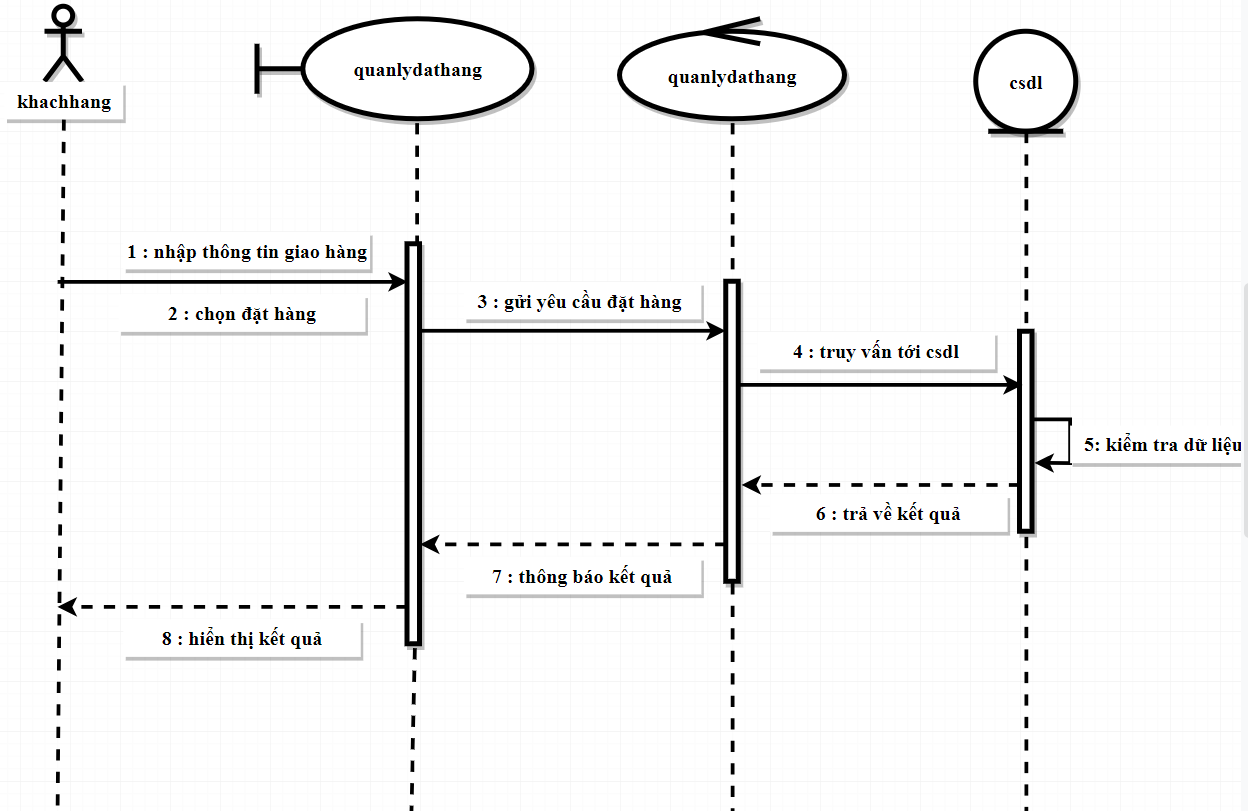 khachhang
quanlydathang
quanlydathang
csdl
1 : nhập thông tin giao hàng
2 : chọn đặt hàng
3 : gửi yêu cầu đặt hàng
4 : truy vấn tới csdl
5: kiểm tra dữ liệu
6 : trả về kết quả
7 : thông báo kết quả
8 : hiển thị kết quả